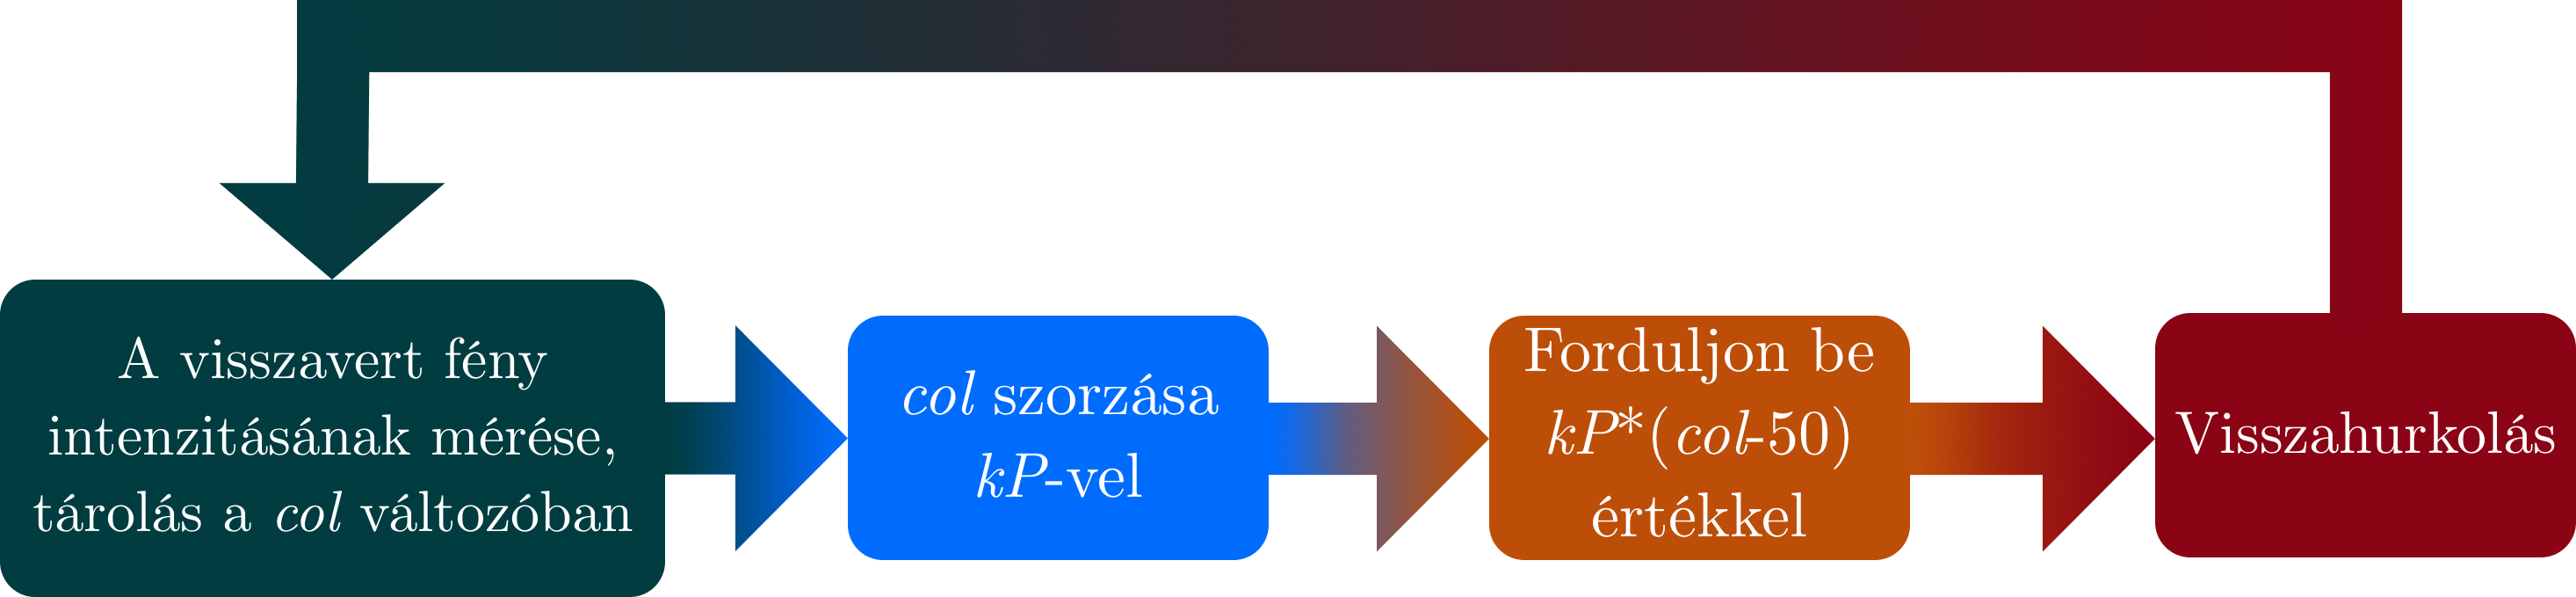 A visszavert fény
intenzitásának mérése,
tárolás a col változóban
col szorzása
kP-vel
Forduljon be
kP*(col-50)
értékkel
Visszahurkolás